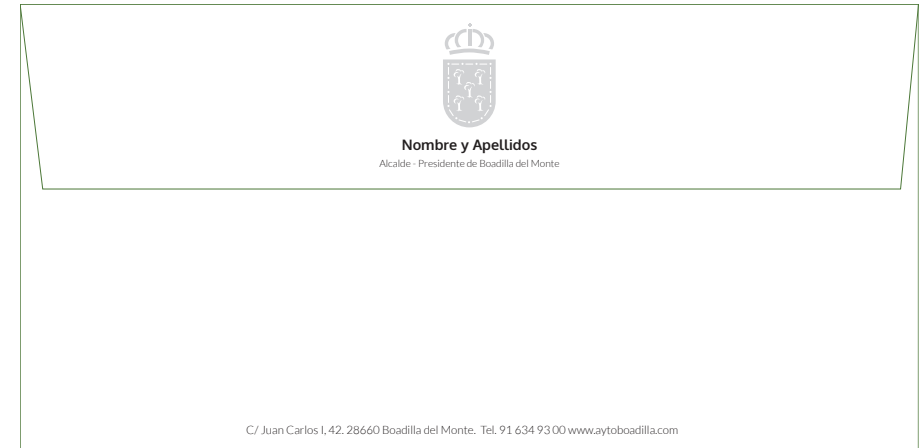 Nombre y Apellidos
Alcalde - Presidente de Boadilla del Monte
C/ Juan Carlos I, 42. 28660 Boadilla del Monte. Tel. 91 634 93 00 www.aytoboadilla.com